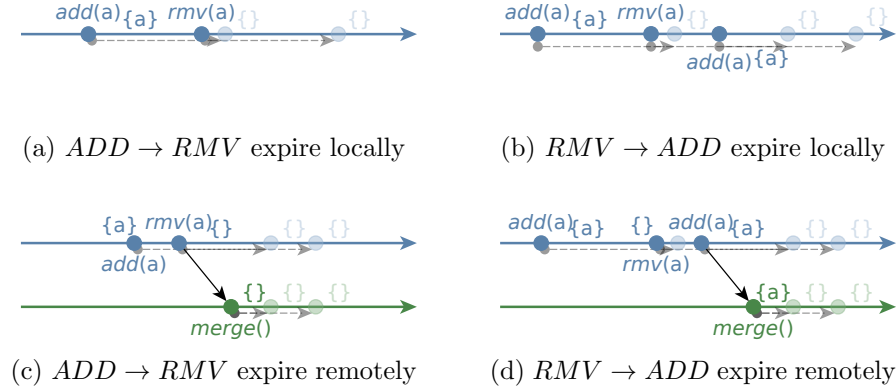 add(a) {a} rmv(a) {} {}
add(a) rmv(a) {} {} {}
add(a) {a}
(a) ADD → RMV expire locally
(b) RMV → ADD expire locally
{a} rmv(a) {} {} {}
add(a)
{} {} {}
merge()
add(a) {a} {} add(a) {a} {} {}
rmv(a)
{a} {} {}
merge()
(c) ADD → RMV expire remotely
(d) RMV → ADD expire remotely